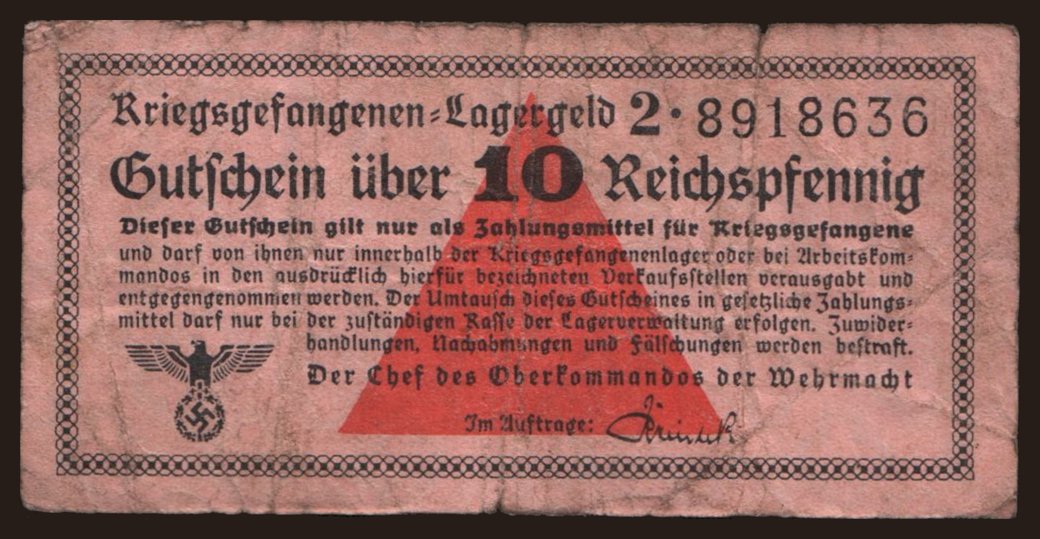 Kriegsgefangenen-Lagergeld 2·8918636
Gutschein über 10 Reichspfennig
Dieser Gutschein gilt nur als Zahlungsmittel für Kriegsgefangene
und darf von ihnen nur innerhalb der Kriegsgefangenenlager oder bei Arbeitskom-
mandos in den ausdrücklich hierfür bezeichneten Verkaufsstellen verausgabt und
entgegengenommen werden. Der Umtausch dieses Gutscheines in gesetzliche Zahlungs-
mittel darf nur bei der zuständigen Kasse der Lagerverwaltung erfolgen. Zuwider-
handlungen, Nachahmungen und Fälschungen werden bestraft.
Der Chef des Oberkommandos der Wehrmacht
Im Auftrage: